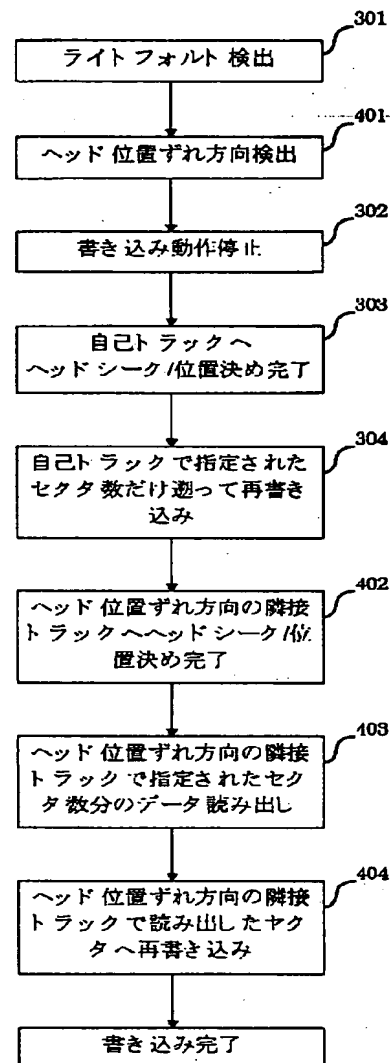 301
ライトフォルト検出
401
ヘッド位置ずれ方向検出
302
書き込み動作停止
303
自己トラックへ
ヘッドシーク/位置決め完了
304
自己トラックで指定された
セクタ数だけ遡って再書き
込み
402
ヘッド位置ずれ方向の隣接
トラックへヘッドシーク/位
置決め完了
403
ヘッド位置ずれ方向の隣接
トラックで指定されたセク
タ数分のデータ読み出し
404
ヘッド位置ずれ方向の隣接
トラックで読み出したセク
タへ再書き込み
書き込み完了